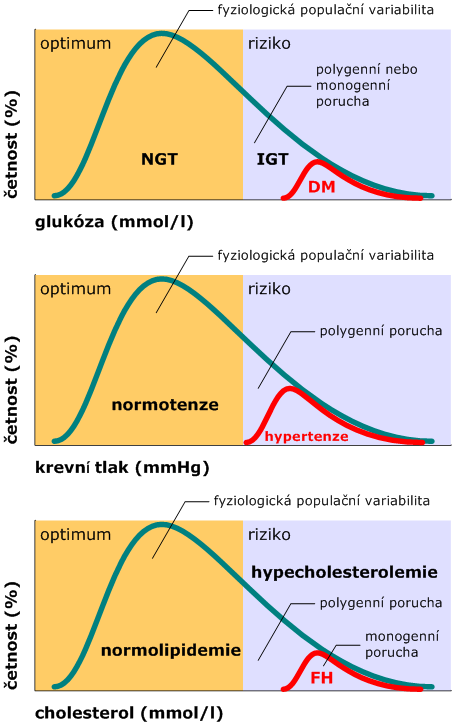 fyziologická populační variabilita
optimum
riziko
polygenní nebo
monogenní
porucha
NGT
IGT
DM
četnost (%)
glukóza (mmol/l)
fyziologická populační variabilita
optimum
riziko
polygenní porucha
normotenze
hypertenze
četnost (%)
krevní tlak (mmHg)
fyziologická populační variabilita
optimum
riziko
hypecholesterolemie
polygenní porucha
monogenní
porucha
normolipidemie
FH
četnost (%)
cholesterol (mmol/l)